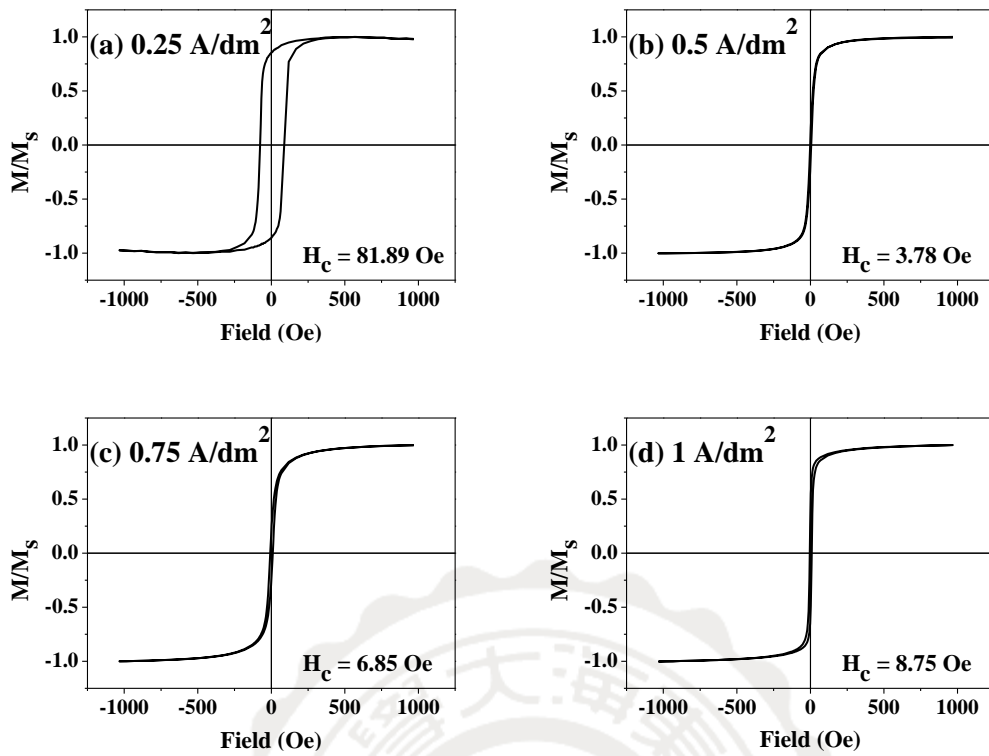 (a) 0.25 A/dm²
1.0
0.5
0.0
-0.5
-1.0
M/Mₛ
H_c = 81.89 Oe
-1000 -500 0 500 1000
Field (Oe)
(b) 0.5 A/dm²
1.0
0.5
0.0
-0.5
-1.0
M/Mₛ
H_c = 3.78 Oe
-1000 -500 0 500 1000
Field (Oe)
(c) 0.75 A/dm²
1.0
0.5
0.0
-0.5
-1.0
M/Mₛ
H_c = 6.85 Oe
-1000 -500 0 500 1000
Field (Oe)
(d) 1 A/dm²
1.0
0.5
0.0
-0.5
-1.0
M/Mₛ
H_c = 8.75 Oe
-1000 -500 0 500 1000
Field (Oe)